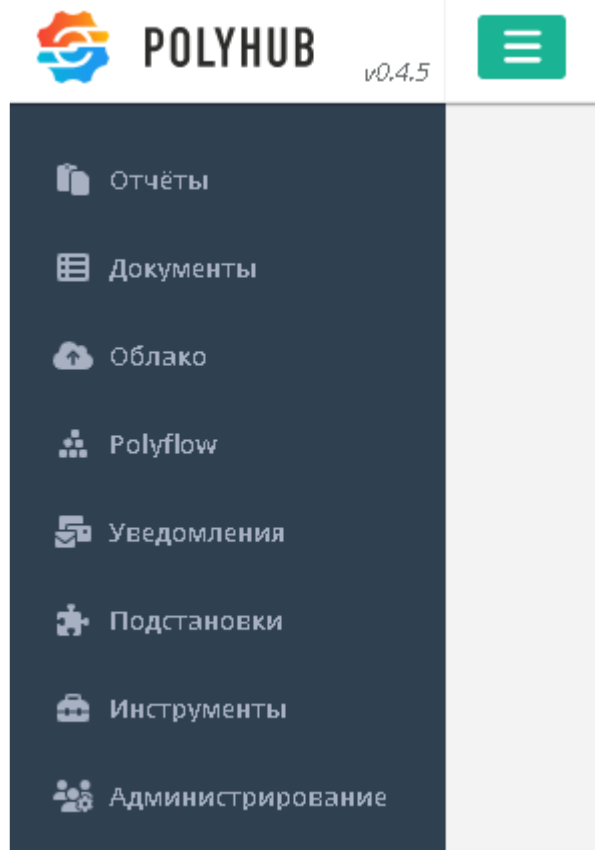 POLYHUB v0.4.5
Отчёты
Документы
Облако
Polyflow
Уведомления
Подстановки
Инструменты
Администрирование